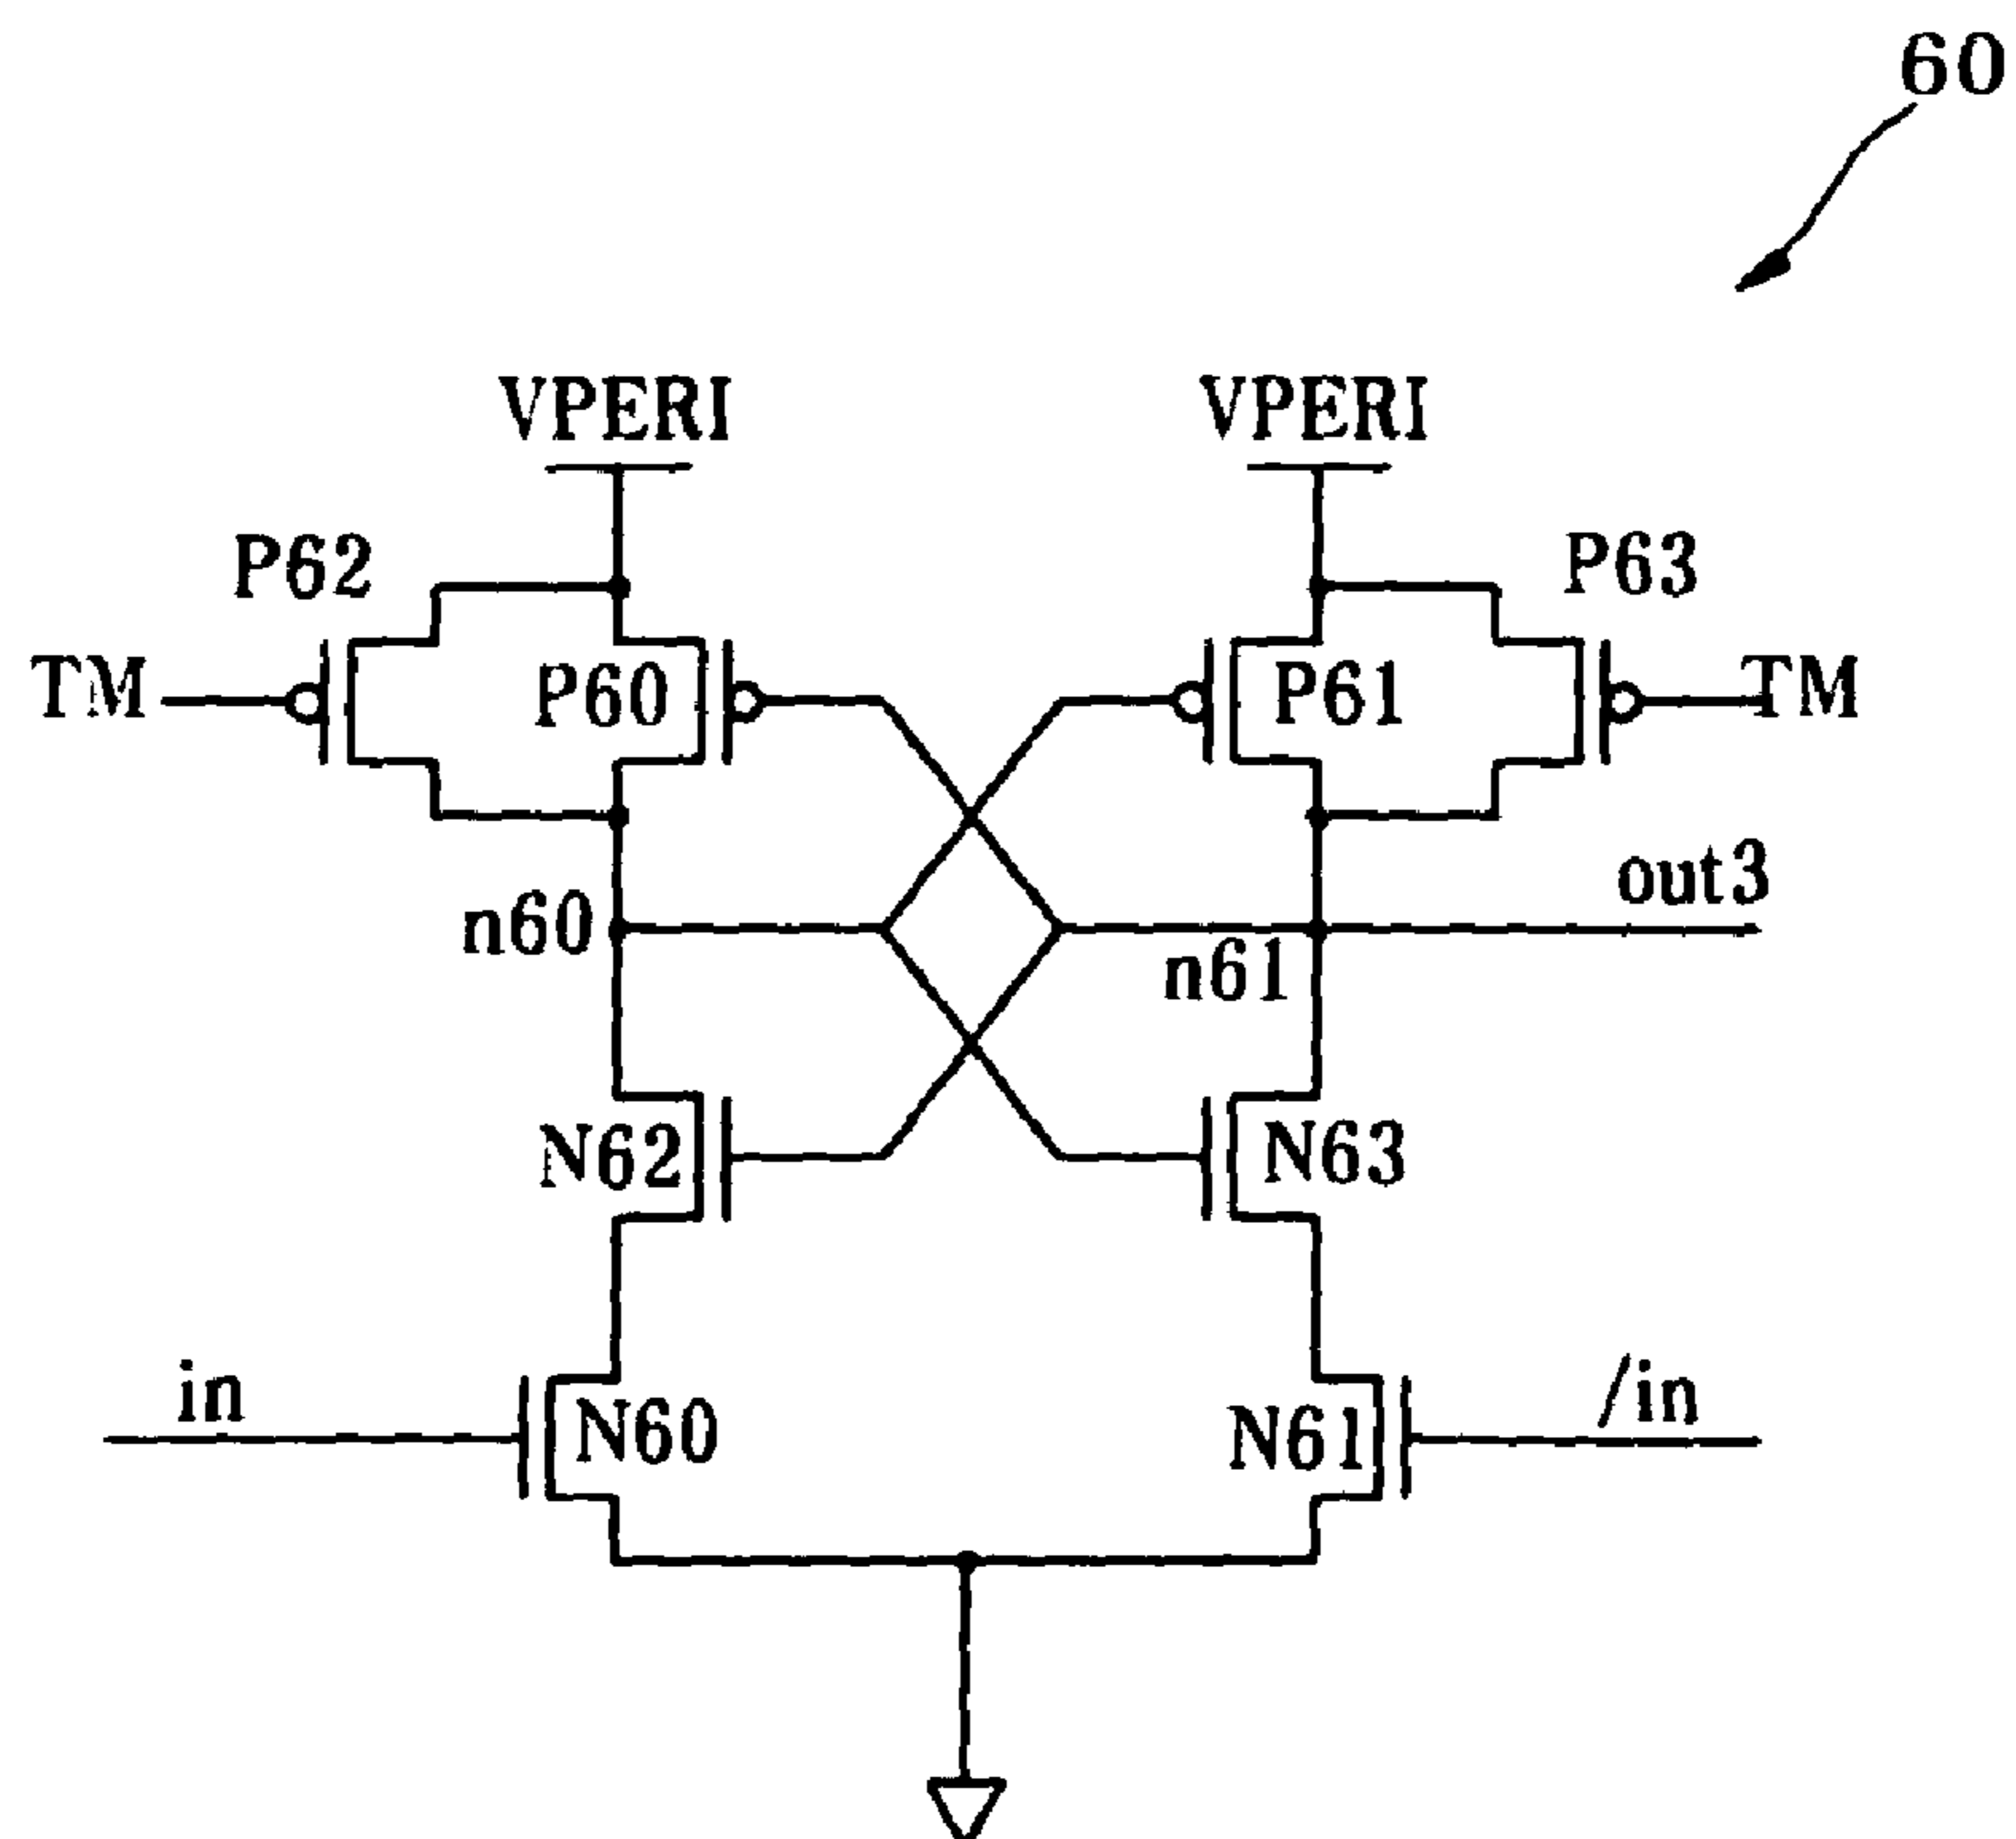 60
VPERI VPERI
P62 P63
TM P60 P61 TM
out3
n60 n61
N62 N63
in /in
N60 N61